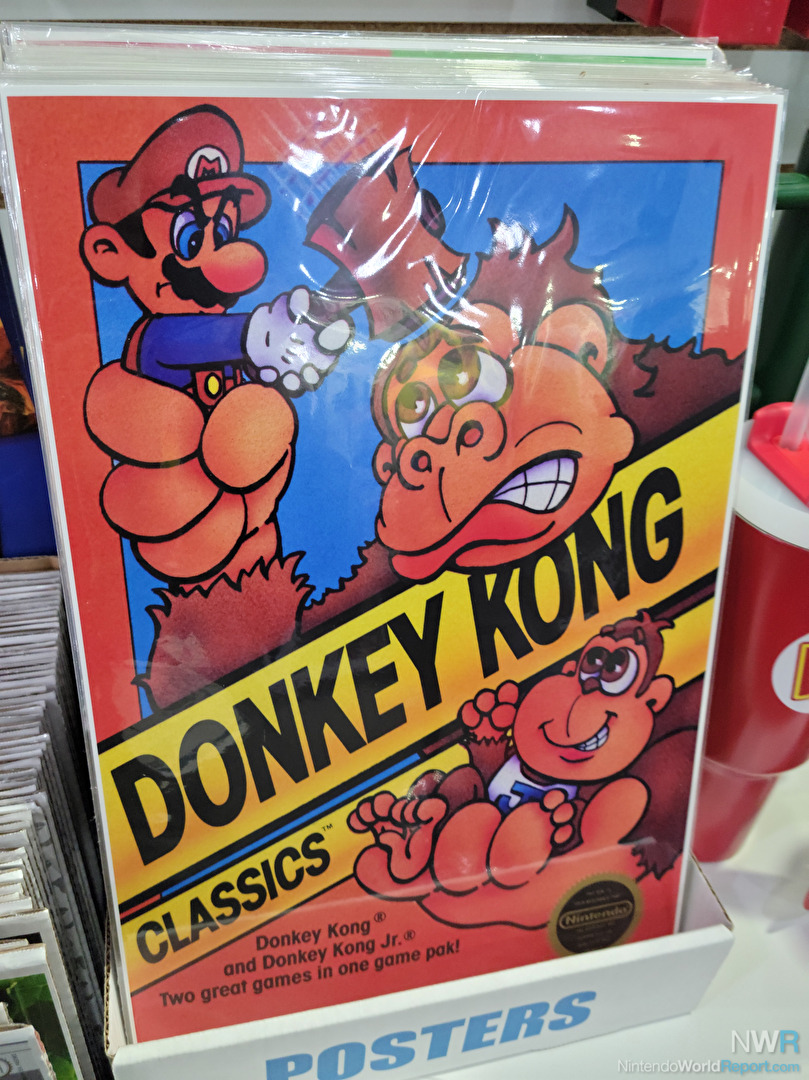 M
DONKEY KONG
CLASSICS™
J
Donkey Kong®
and Donkey Kong Jr.®
Two great games in one game pak!
Nintendo
POSTERS
NWR
NintendoWorldReport.com